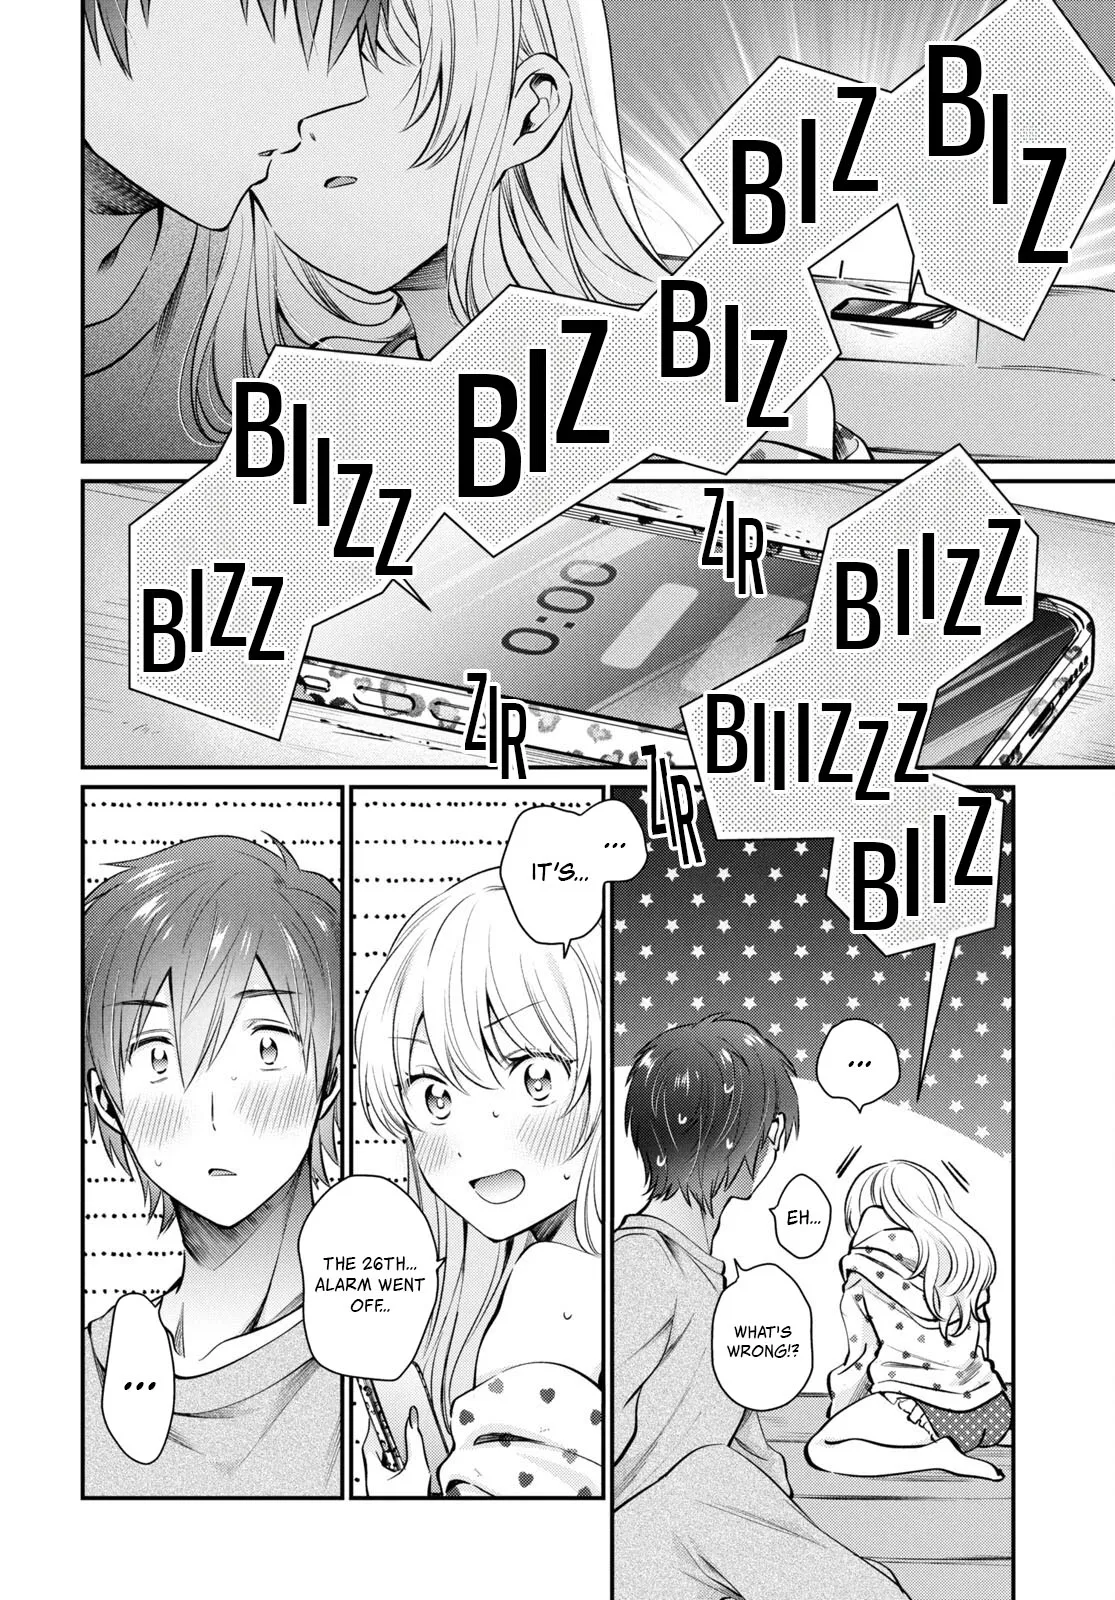 BIZ
BIZ
BIZ
BIZ
BIIZZ
BIZZ
ZIR
BIIZZ
0:00
ZIR
BIIIZZZ
ZIR
BIIZ
...
EH...
WHAT'S
WRONG!?
...
IT'S...
THE 26TH...
ALARM WENT
OFF...
...